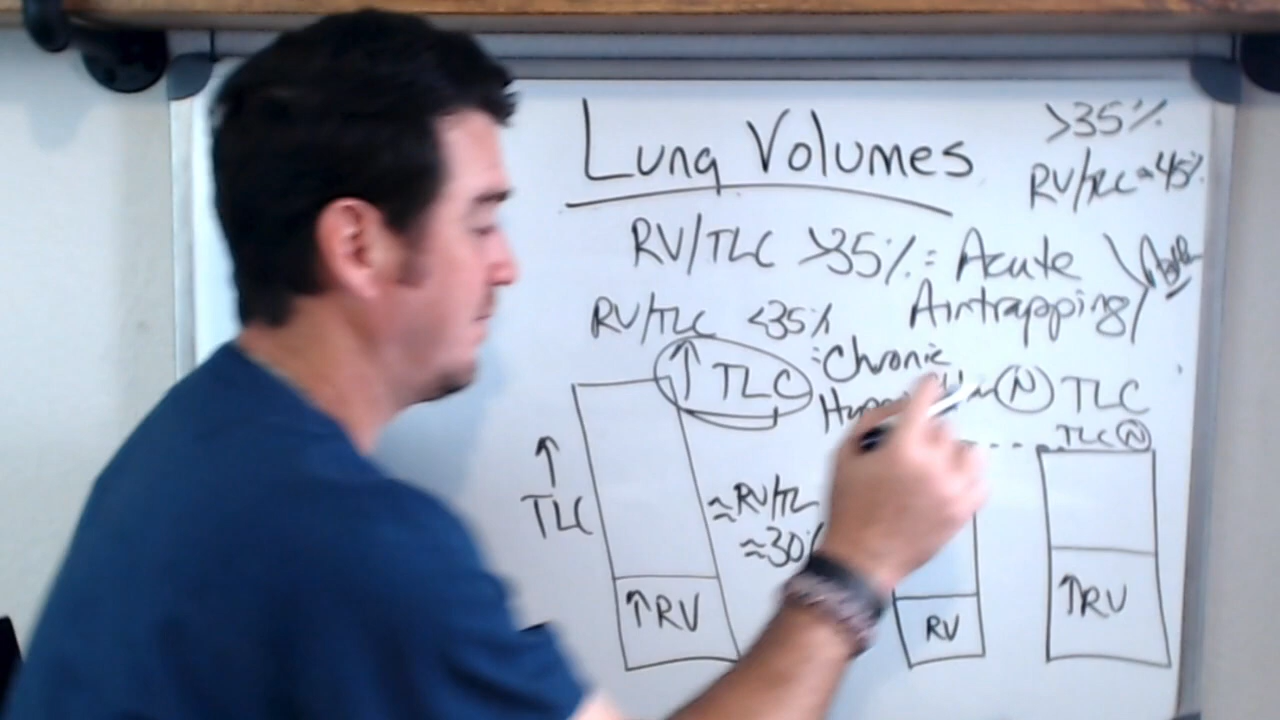 Lung Volumes
>35%
RV/TLC ≈ 45%
RV/TLC >35% = Acute
Airtrapping
RV/TLC <35%
= Chronic
↑ TLC
N TLC
TLC N
↑
TLC
≈RV/TL
≈30%
↑RV
RV
↑RV